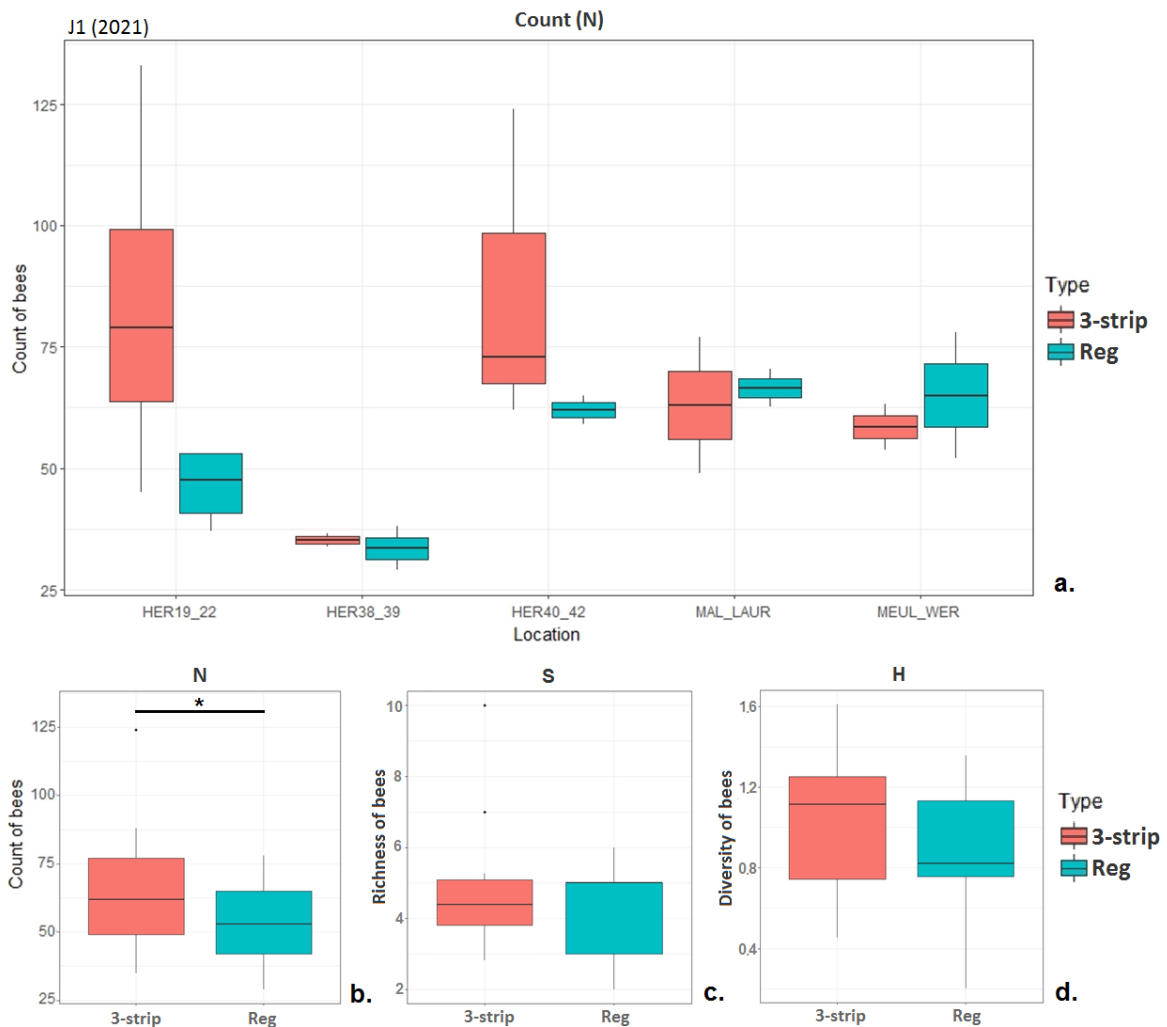 Count (N)
J1 (2021)
125
100
75
50
25
Count of bees
HER19_22 HER38_39 HER40_42 MAL_LAUR MEUL_WER
Location
a.
Type
3-strip
Reg
N
*
125
100
75
50
25
Count of bees
3-strip Reg
b.
S
10
8
6
4
2
Richness of bees
3-strip Reg
c.
H
1.6
1.2
0.8
0.4
Diversity of bees
3-strip Reg
d.
Type
3-strip
Reg